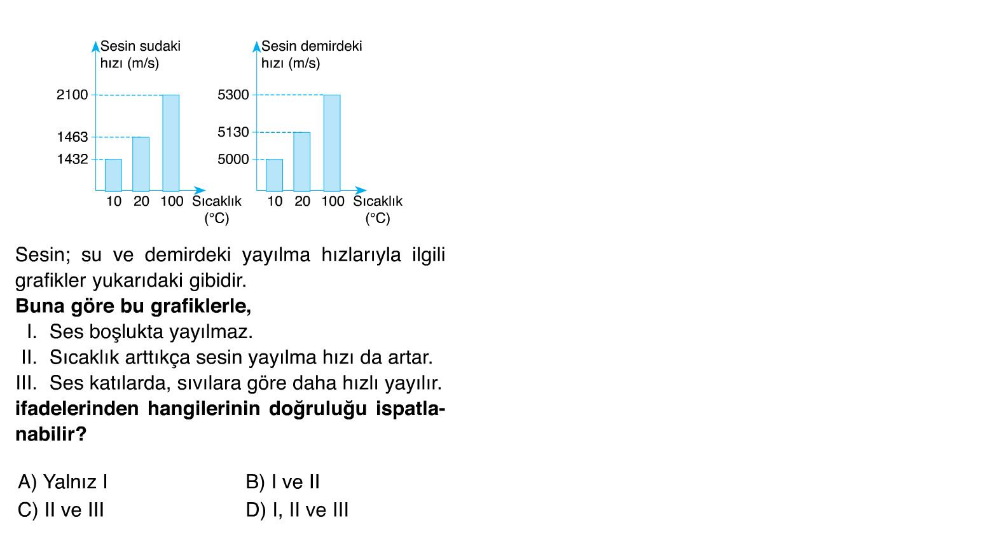 Sesin sudaki
hızı (m/s)
2100
1463
1432
10 20 100 Sıcaklık
(°C)
Sesin demirdeki
hızı (m/s)
5300
5130
5000
10 20 100 Sıcaklık
(°C)
Sesin; su ve demirdeki yayılma hızlarıyla ilgili
grafikler yukarıdaki gibidir.
Buna göre bu grafiklerle,
I. Ses boşlukta yayılmaz.
II. Sıcaklık arttıkça sesin yayılma hızı da artar.
III. Ses katılarda, sıvılara göre daha hızlı yayılır.
ifadelerinden hangilerinin doğruluğu ispatla-
nabilir?
A) Yalnız I
B) I ve II
C) II ve III
D) I, II ve III